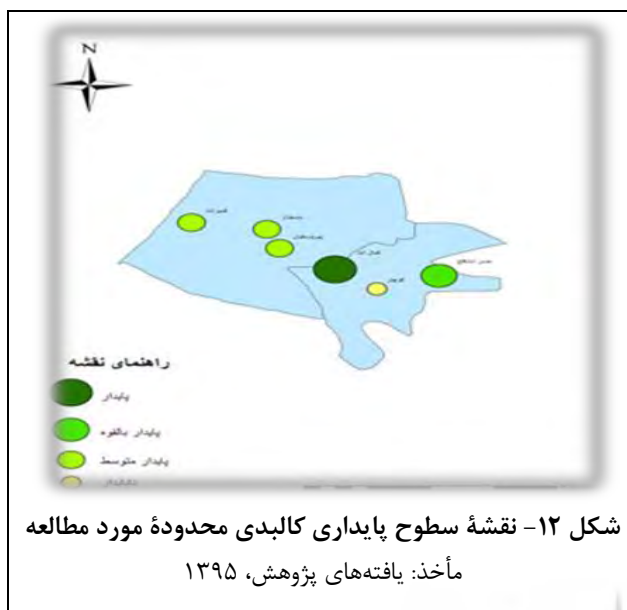 N
راهنمای نقشه
پایدار
پایدار بالقوه
پایدار متوسط
ناپایدار
شکل ۱۲- نقشهٔ سطوح پایداری کالبدی محدودهٔ مورد مطالعه
مأخذ: یافته‌های پژوهش، ۱۳۹۵